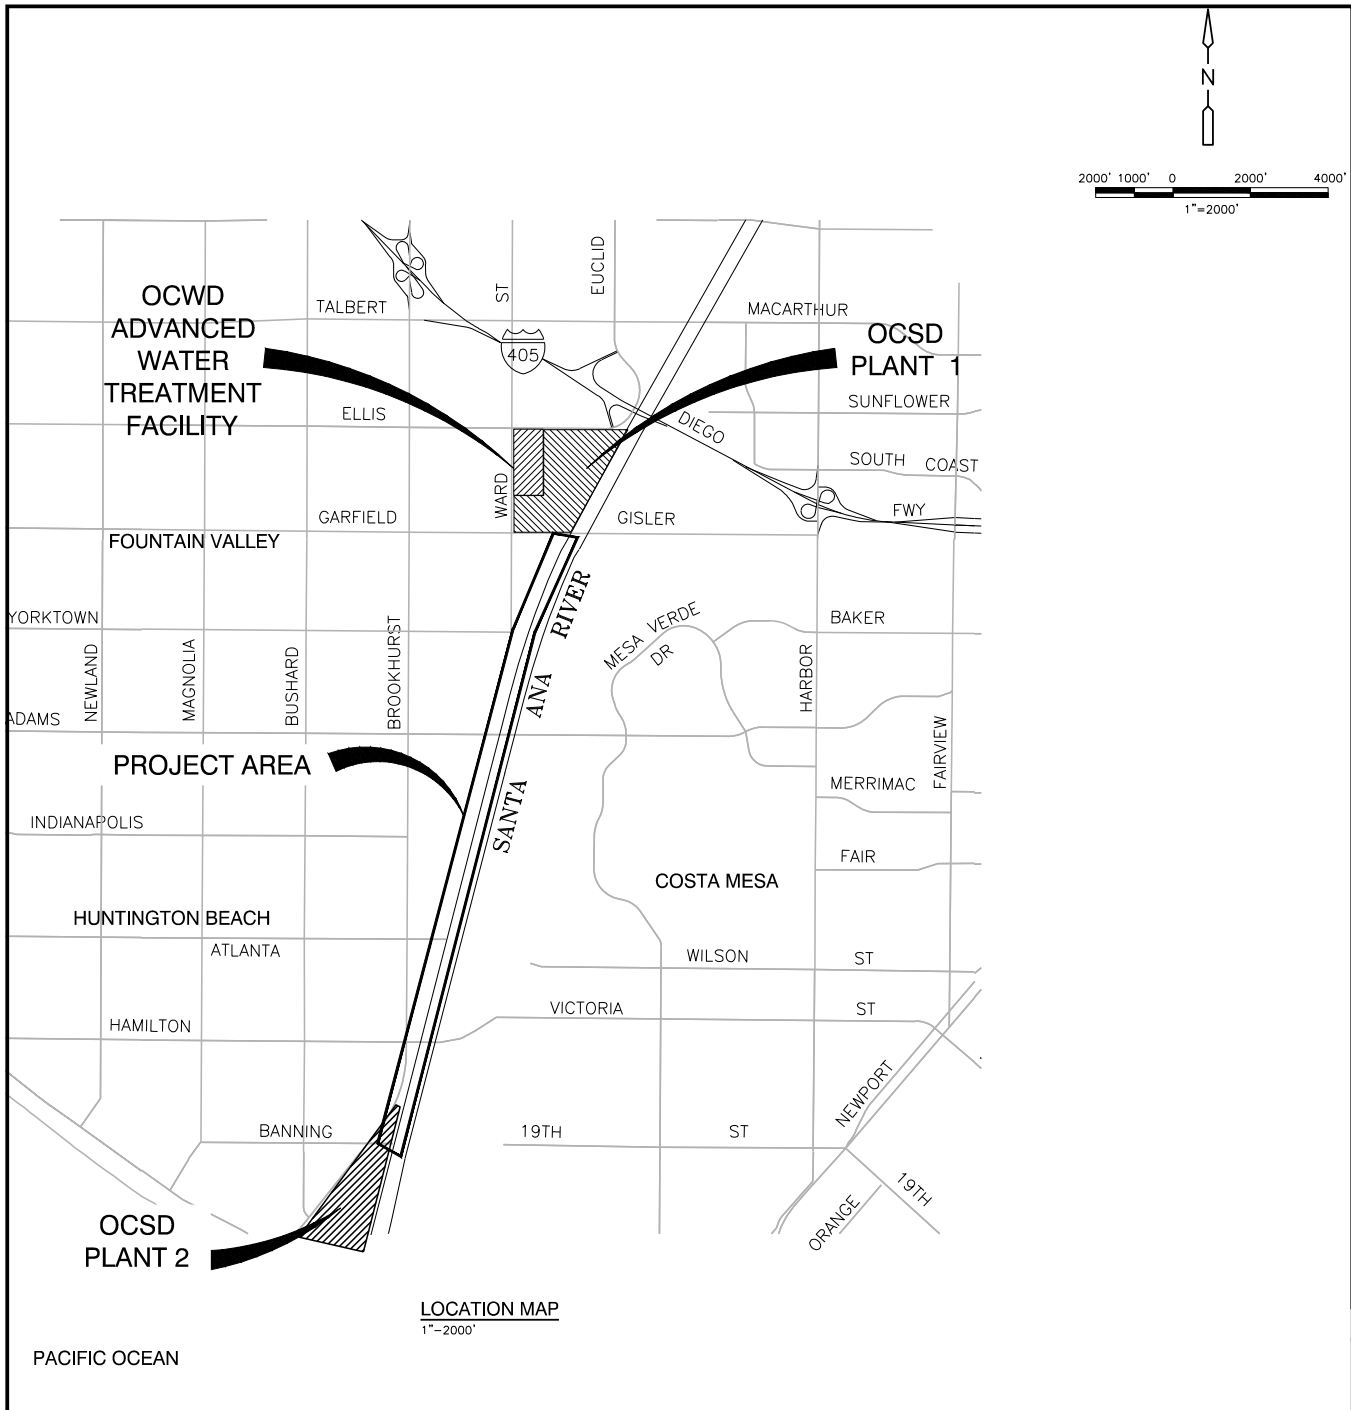 N
2000' 1000' 0 2000' 4000'
1"=2000'
EUCLID
ST
OCWD
ADVANCED
WATER
TREATMENT
FACILITY
TALBERT
MACARTHUR
405
OCSD
PLANT 1
ELLIS
SUNFLOWER
DIEGO
SOUTH COAST
WARD
GARFIELD
GISLER
FWY
FOUNTAIN VALLEY
YORKTOWN
RIVER
MESA VERDE
DR
BAKER
NEWLAND
MAGNOLIA
BUSHARD
BROOKHURST
ANA
HARBOR
ADAMS
FAIRVIEW
PROJECT AREA
SANTA
MERRIMAC
INDIANAPOLIS
FAIR
COSTA MESA
HUNTINGTON BEACH
ATLANTA
WILSON ST
VICTORIA ST
HAMILTON
NEWPORT
BANNING
19TH ST
19TH
ORANGE
OCSD
PLANT 2
LOCATION MAP
1"-2000'
PACIFIC OCEAN